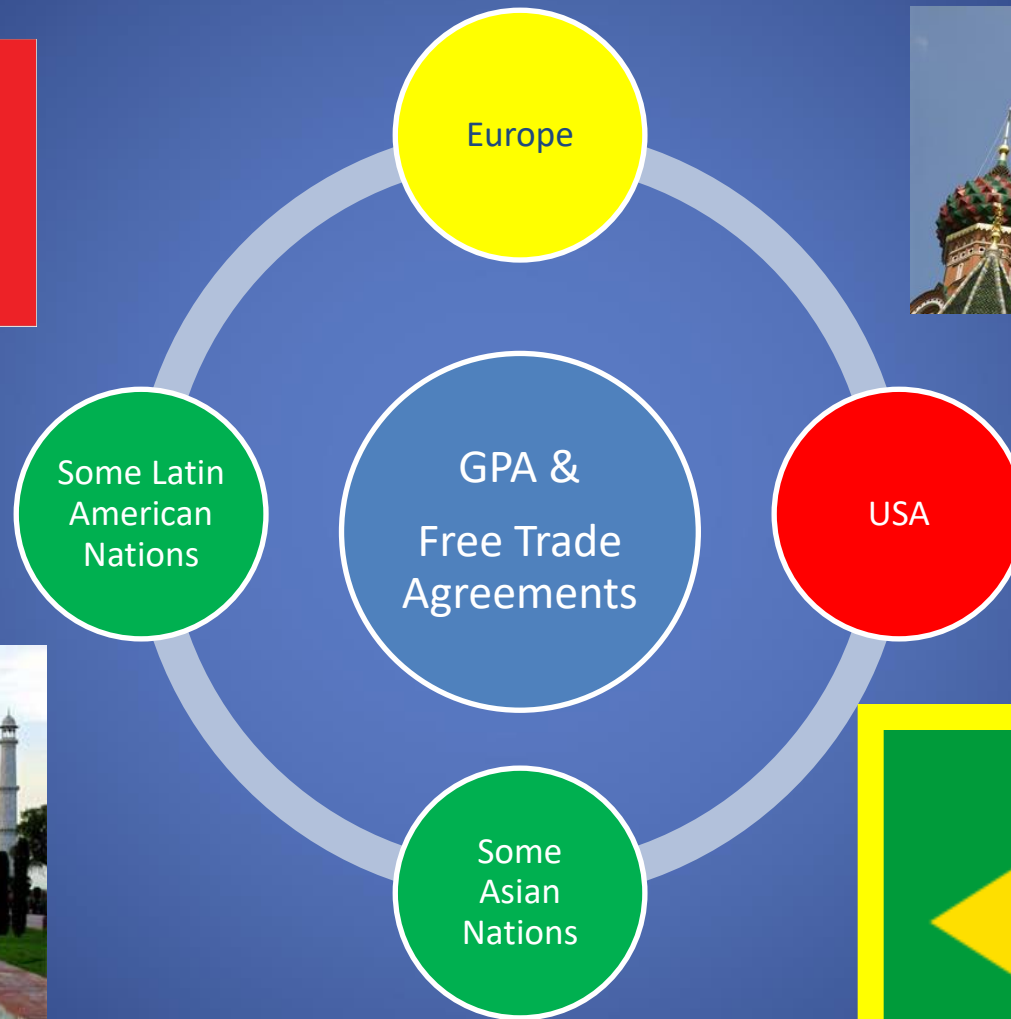 Europe
Some Latin
American
Nations
GPA &
Free Trade
Agreements
USA
Some
Asian
Nations